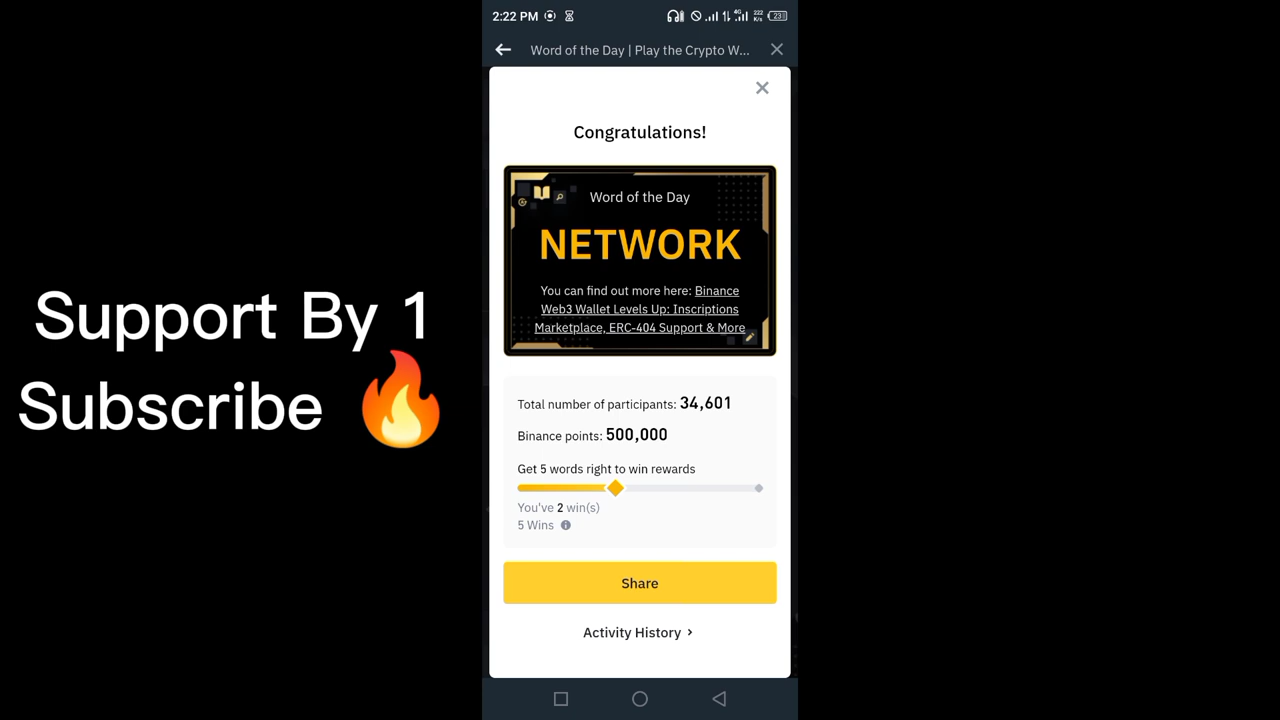 2:22 PM
4G
222
K/s
23
Word of the Day | Play the Crypto W...
Congratulations!
Word of the Day
NETWORK
You can find out more here: Binance
Web3 Wallet Levels Up: Inscriptions
Marketplace, ERC-404 Support & More
Total number of participants: 34,601
Binance points: 500,000
Get 5 words right to win rewards
You've 2 win(s)
5 Wins
Share
Activity History
Support By 1
Subscribe 🔥